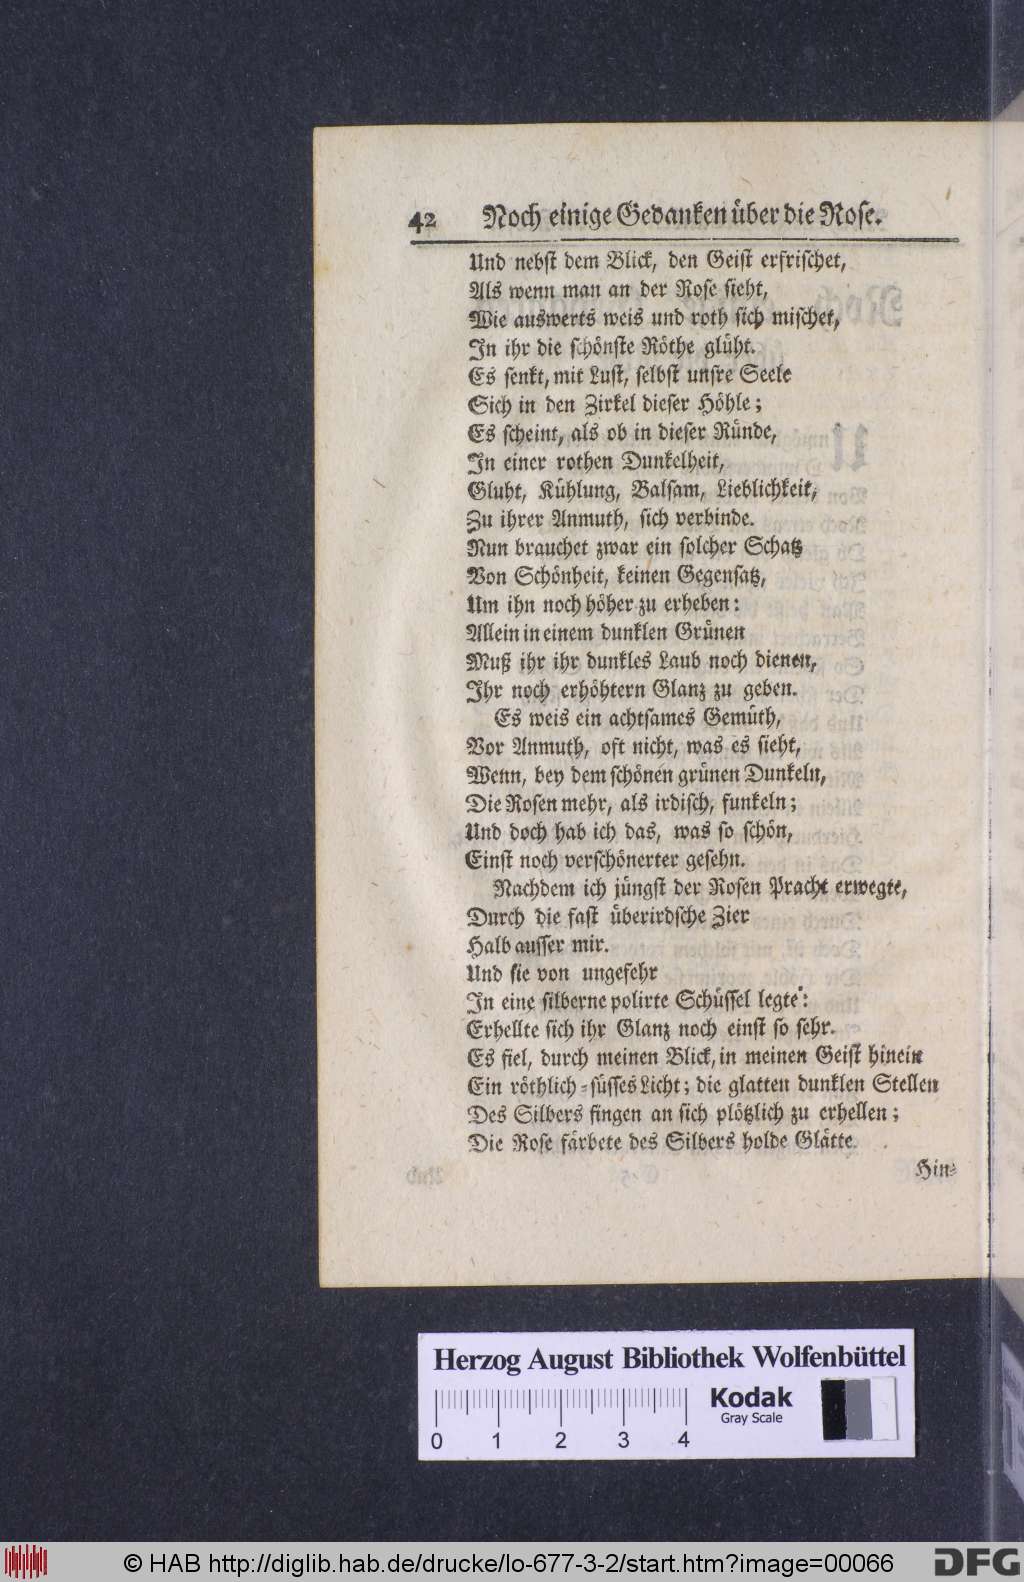 42 Noch einige Gedanken über die Rose.
Und nebst dem Blick, den Geist erfrischet,
Als wenn man an der Rose sieht,
Wie auswerts weis und roth sich mischet,
In ihr die schönste Röthe glüht.
Es senkt, mit Lust, selbst unsre Seele
Sich in den Zirkel dieser Höhle;
Es scheint, als ob in dieser Ründe,
In einer rothen Dunkelheit,
Gluht, Kühlung, Balsam, Lieblichkeit,
Zu ihrer Anmuth, sich verbinde.
Nun brauchet zwar ein solcher Schatz
Von Schönheit, keinen Gegensatz,
Um ihn noch höher zu erheben:
Allein in einem dunklen Grünen
Muß ihr ihr dunkles Laub noch dienen,
Ihr noch erhöhtern Glanz zu geben.
Es weis ein achtsames Gemüth,
Vor Anmuth, oft nicht, was es sieht,
Wenn, bey dem schönen grünen Dunkeln,
Die Rosen mehr, als irdisch, funkeln;
Und doch hab ich das, was so schön,
Einst noch verschönerter gesehn.
Nachdem ich jüngst der Rosen Pracht erwegte,
Durch die fast überirdsche Zier
Halb ausser mir.
Und sie von ungefehr
In eine silberne polirte Schüssel legte:
Erhellte sich ihr Glanz noch einst so sehr.
Es fiel, durch meinen Blick, in meinen Geist hinein
Ein röthlich-süsses Licht; die glatten dunklen Stellen
Des Silbers fingen an sich plötzlich zu erhellen;
Die Rose färbete des Silbers holde Glätte.
Hin-
Herzog August Bibliothek Wolfenbüttel
Kodak
Gray Scale
0 1 2 3 4
© HAB http://diglib.hab.de/drucke/lo-677-3-2/start.htm?image=00066
DFG